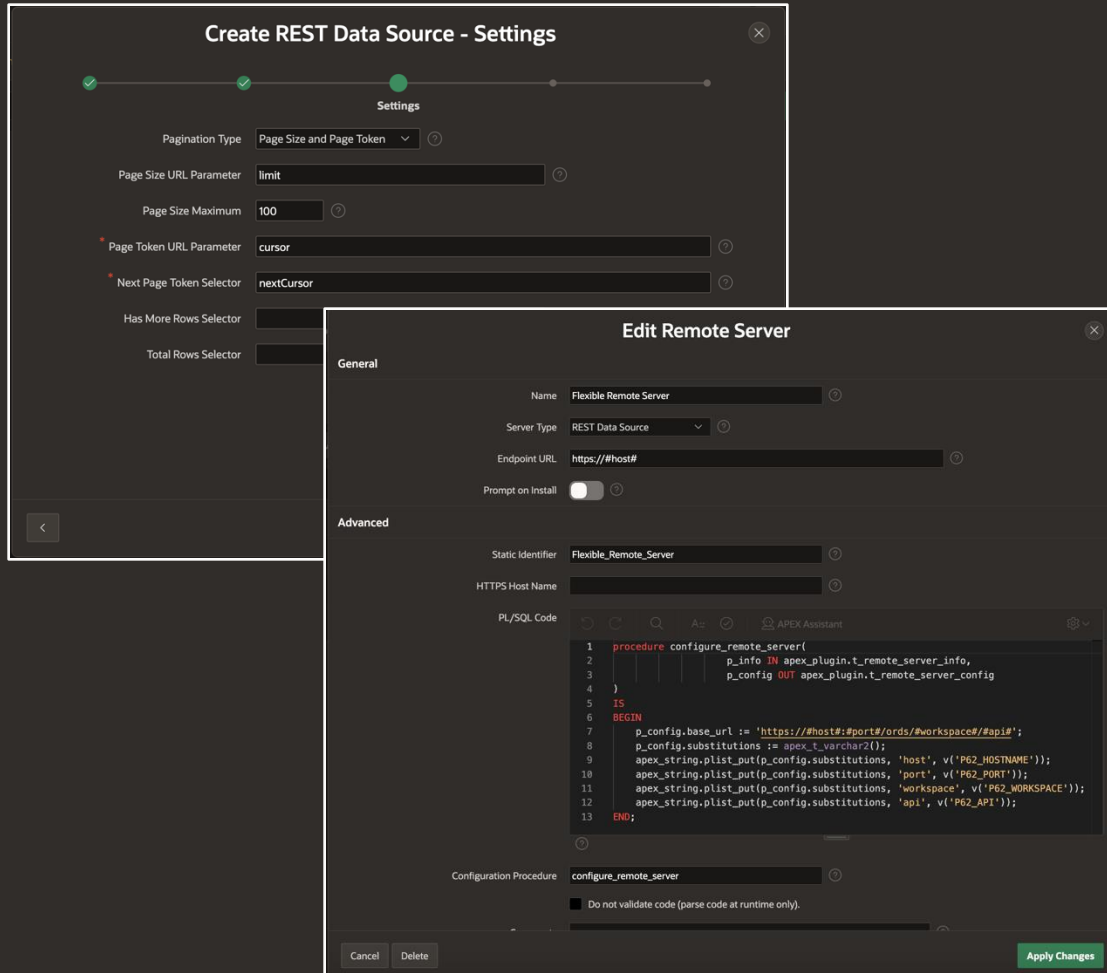 Create REST Data Source - Settings
Settings
Pagination Type Page Size and Page Token
Page Size URL Parameter limit
Page Size Maximum 100
* Page Token URL Parameter cursor
* Next Page Token Selector nextCursor
Has More Rows Selector
Total Rows Selector
Edit Remote Server
General
Name Flexible Remote Server
Server Type REST Data Source
Endpoint URL https://#host#
Prompt on Install
Advanced
Static Identifier Flexible_Remote_Server
HTTPS Host Name
PL/SQL Code
APEX Assistant
1 procedure configure_remote_server(
2 p_info IN apex_plugin.t_remote_server_info,
3 p_config OUT apex_plugin.t_remote_server_config
4 )
5 IS
6 BEGIN
7 p_config.base_url := 'https://#host#:#port#/ords/#workspace#/#api#';
8 p_config.substitutions := apex_t_varchar2();
9 apex_string.plist_put(p_config.substitutions, 'host', v('P62_HOSTNAME'));
10 apex_string.plist_put(p_config.substitutions, 'port', v('P62_PORT'));
11 apex_string.plist_put(p_config.substitutions, 'workspace', v('P62_WORKSPACE'));
12 apex_string.plist_put(p_config.substitutions, 'api', v('P62_API'));
13 END;
Configuration Procedure configure_remote_server
Do not validate code (parse code at runtime only).
Cancel Delete Apply Changes